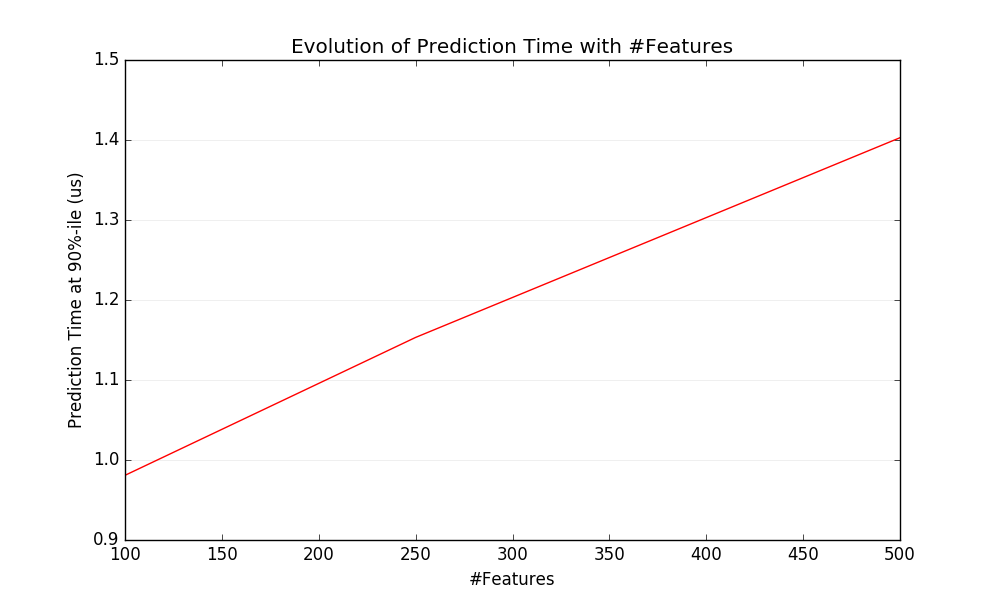 Evolution of Prediction Time with #Features
Prediction Time at 90%-ile (us)
1.5
1.4
1.3
1.2
1.1
1.0
0.9
100 150 200 250 300 350 400 450 500
#Features